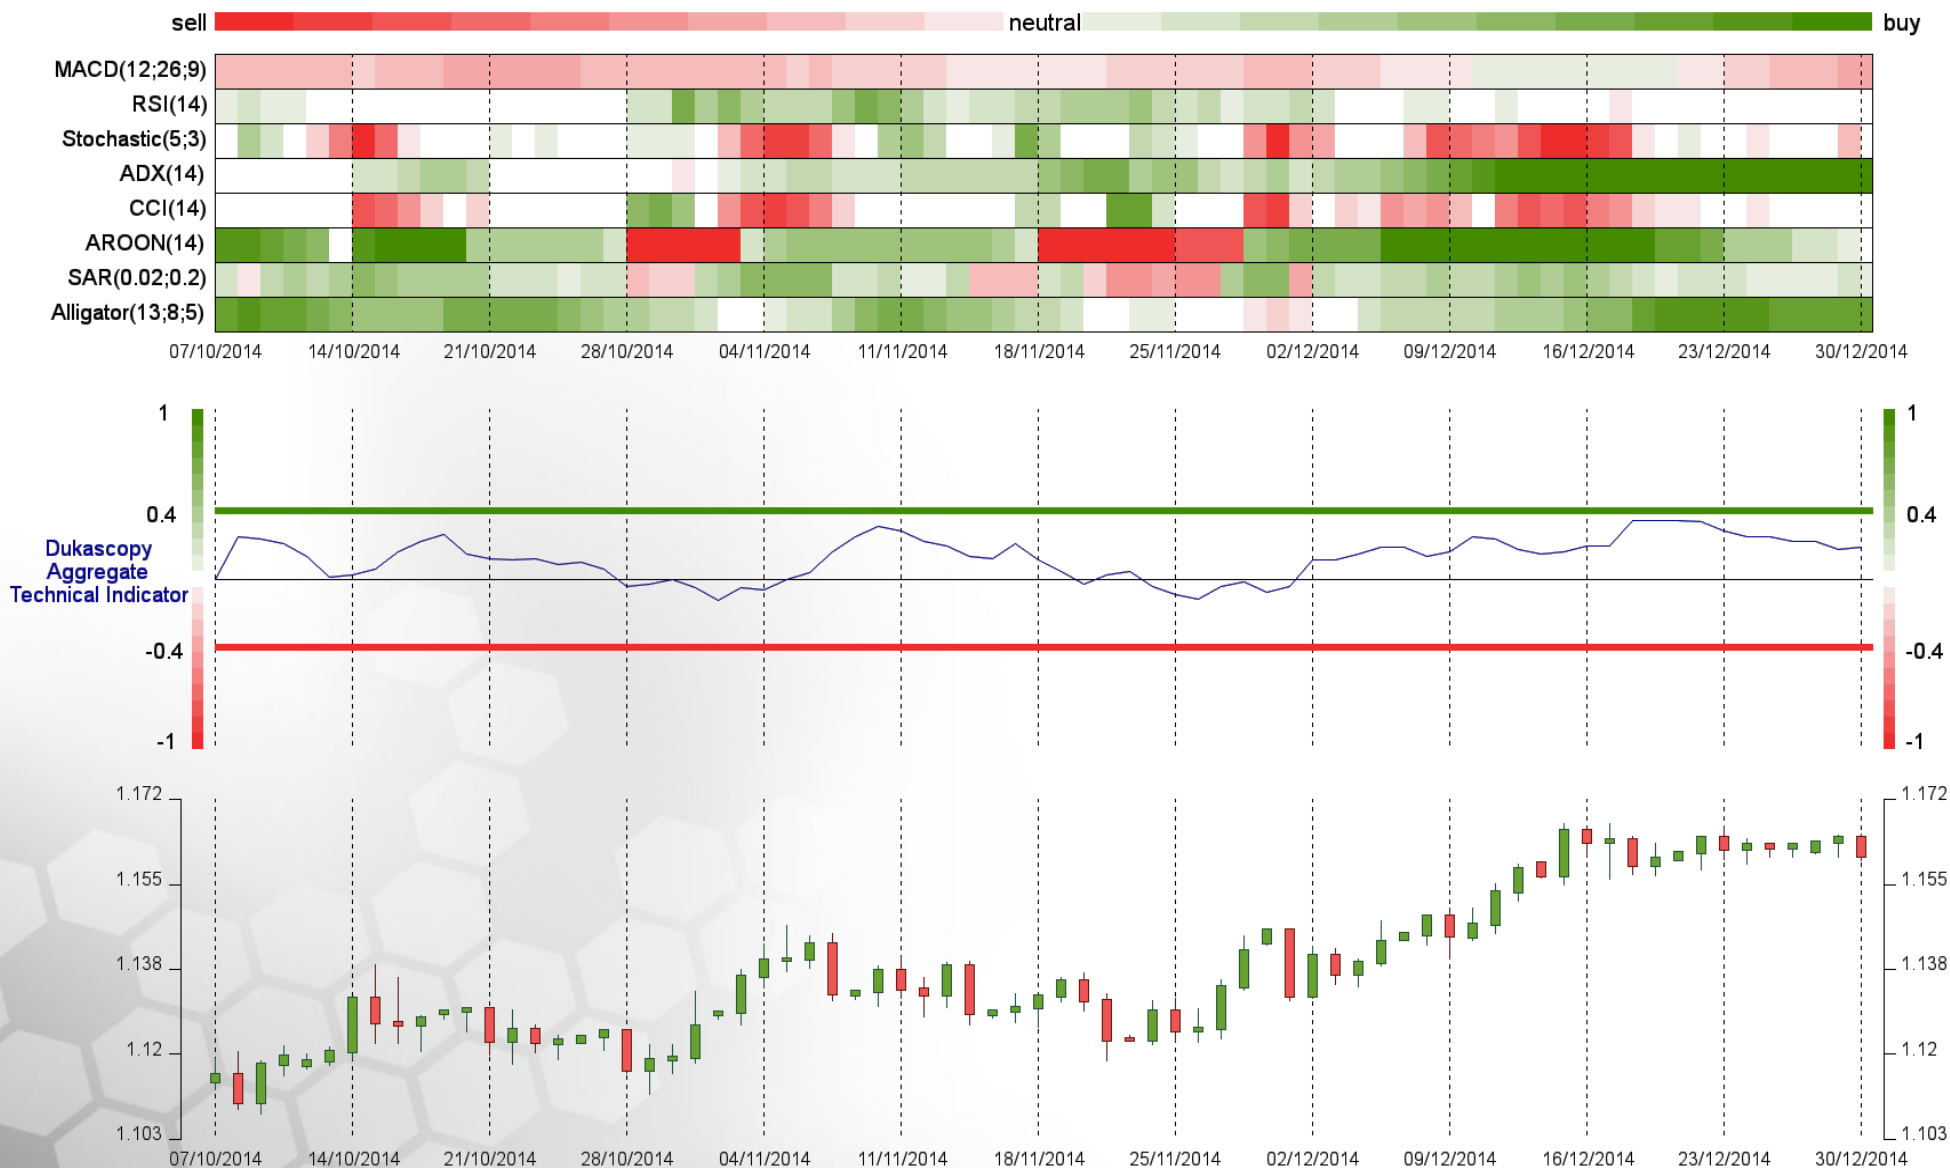 sell neutral buy
MACD(12;26;9)
RSI(14)
Stochastic(5;3)
ADX(14)
CCI(14)
AROON(14)
SAR(0.02;0.2)
Alligator(13;8;5)
07/10/2014 14/10/2014 21/10/2014 28/10/2014 04/11/2014 11/11/2014 18/11/2014 25/11/2014 02/12/2014 09/12/2014 16/12/2014 23/12/2014 30/12/2014
1 1
0.4 0.4
Dukascopy
Aggregate
Technical Indicator
-0.4 -0.4
-1 -1
1.172 1.172
1.155 1.155
1.138 1.138
1.12 1.12
1.103 1.103
07/10/2014 14/10/2014 21/10/2014 28/10/2014 04/11/2014 11/11/2014 18/11/2014 25/11/2014 02/12/2014 09/12/2014 16/12/2014 23/12/2014 30/12/2014